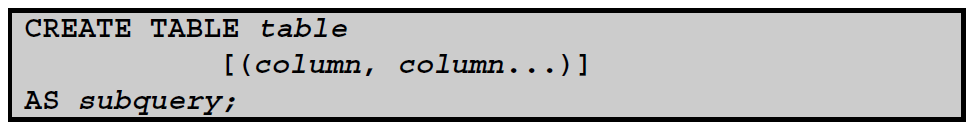 CREATE TABLE table
[(column, column...)]
AS subquery;